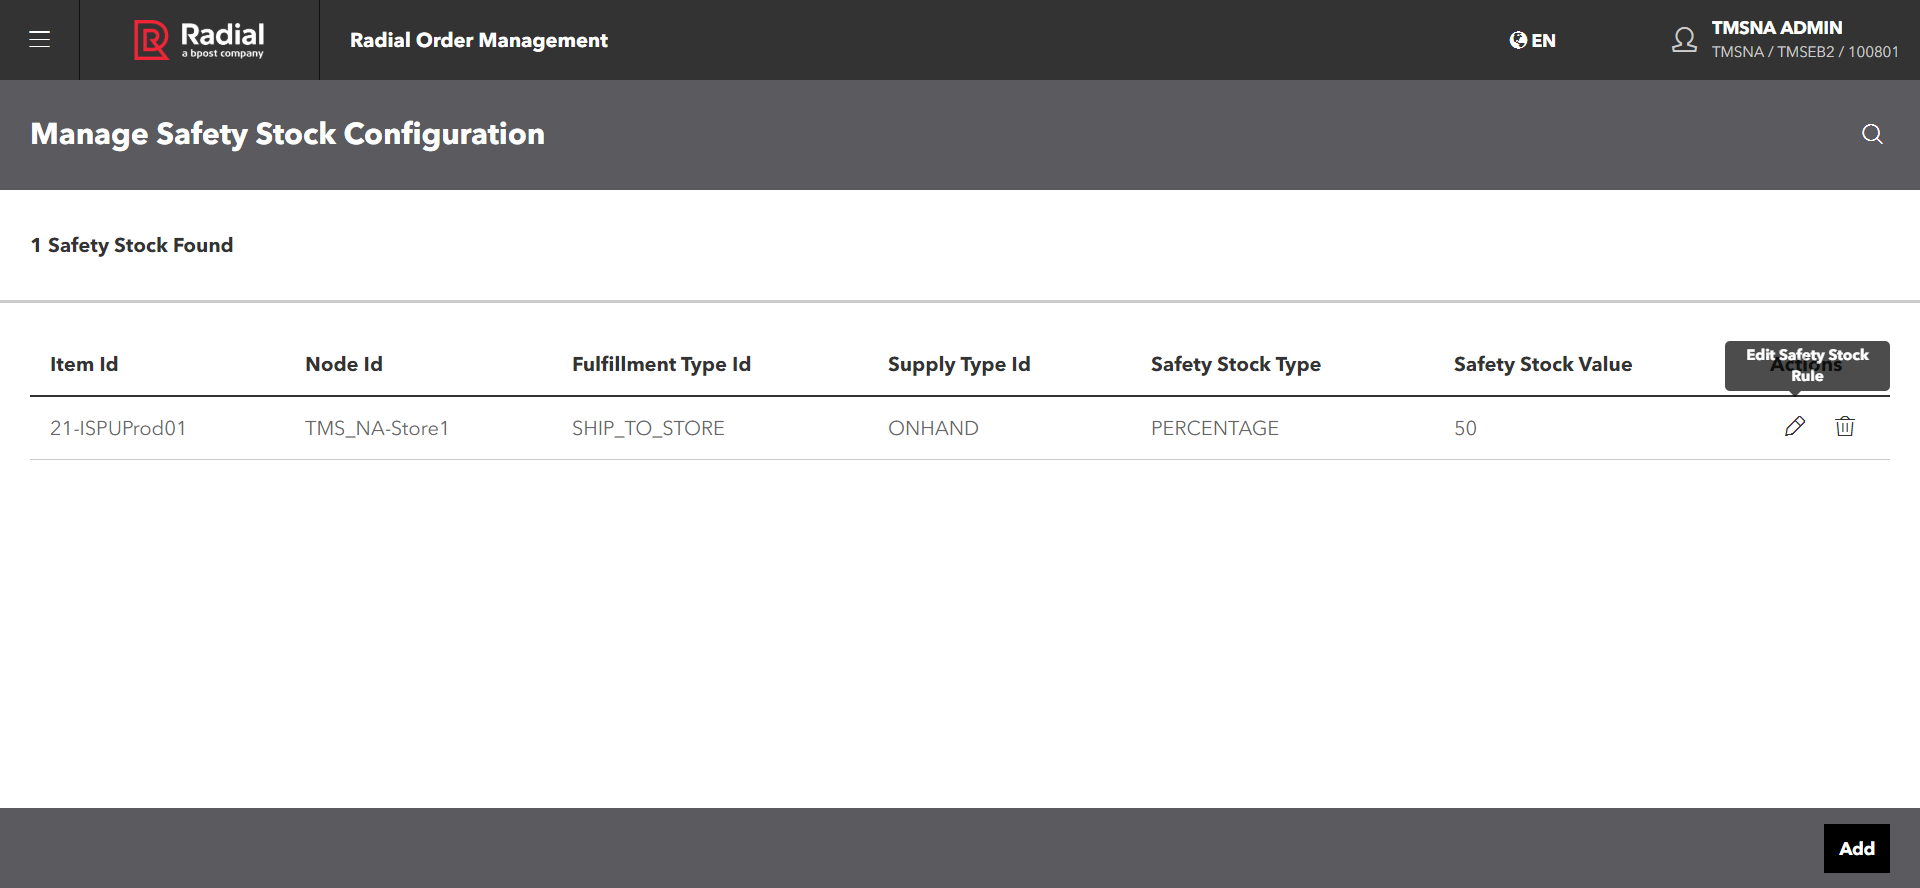 Radial
a bpost company
Radial Order Management
EN
TMSNA ADMIN
TMSNA / TMSEB2 / 100801
Manage Safety Stock Configuration
1 Safety Stock Found
Item Id Node Id Fulfillment Type Id Supply Type Id Safety Stock Type Safety Stock Value Actions
Edit Safety Stock
Rule
21-ISPUProd01 TMS_NA-Store1 SHIP_TO_STORE ONHAND PERCENTAGE 50
Add